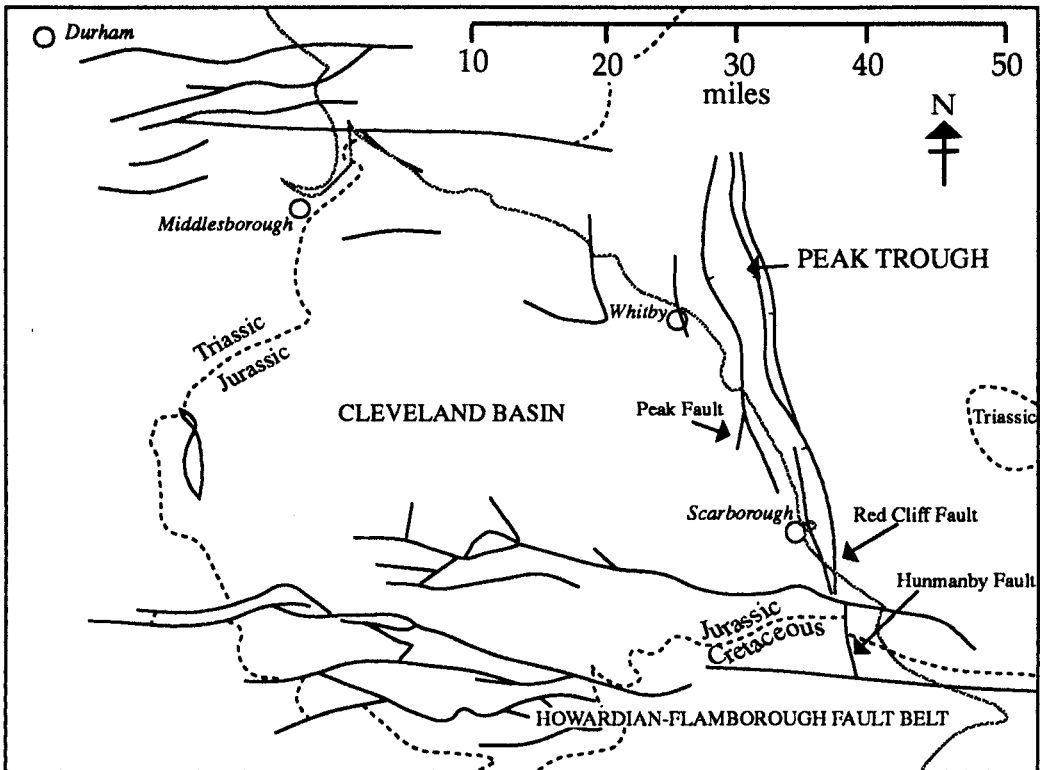 Durham
10 20 30 40 50
miles
N
Middlesborough
PEAK TROUGH
Whitby
Triassic
Jurassic
CLEVELAND BASIN
Peak Fault
Triassic
Scarborough
Red Cliff Fault
Hunmanby Fault
Jurassic
Cretaceous
HOWARDIAN-FLAMBOROUGH FAULT BELT